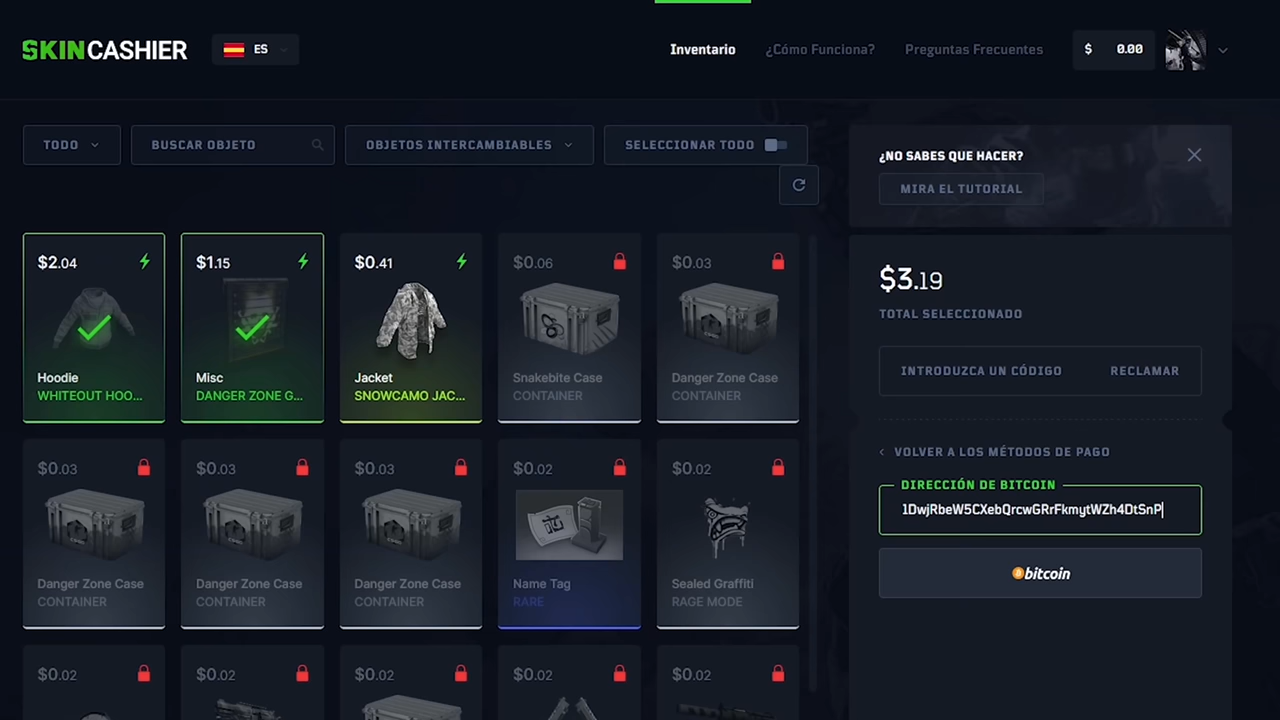 SKINCASHIER
ES
Inventario
¿Cómo Funciona?
Preguntas Frecuentes
$ 0.00
TODO
BUSCAR OBJETO
OBJETOS INTERCAMBIABLES
SELECCIONAR TODO
¿NO SABES QUE HACER?
MIRA EL TUTORIAL
$2.04
Hoodie
WHITEOUT HOO...
$1.15
Misc
DANGER ZONE G...
$0.41
Jacket
SNOWCAMO JAC...
$0.06
Snakebite Case
CONTAINER
$0.03
Danger Zone Case
CONTAINER
$0.03
Danger Zone Case
CONTAINER
$0.03
Danger Zone Case
CONTAINER
$0.03
Danger Zone Case
CONTAINER
$0.02
Name Tag
RARE
$0.02
Sealed Graffiti
RAGE MODE
$0.02
$0.02
$0.02
$0.02
$0.02
$3.19
TOTAL SELECCIONADO
INTRODUZCA UN CÓDIGO
RECLAMAR
VOLVER A LOS MÉTODOS DE PAGO
DIRECCIÓN DE BITCOIN
1DwjRbeW5CXebQrcwGRrFkmytWZh4DtSnP
bitcoin